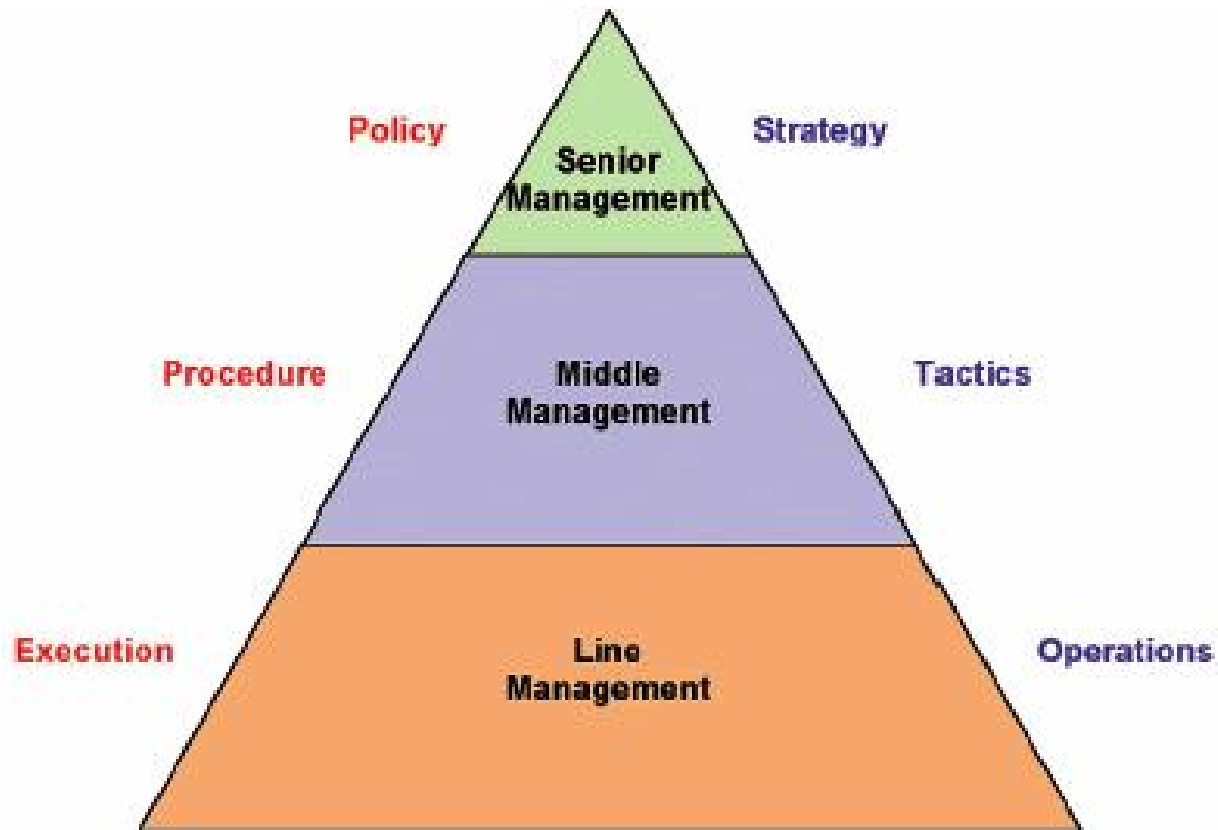 Policy
Strategy
Senior
Management
Procedure
Middle
Management
Tactics
Execution
Line
Management
Operations